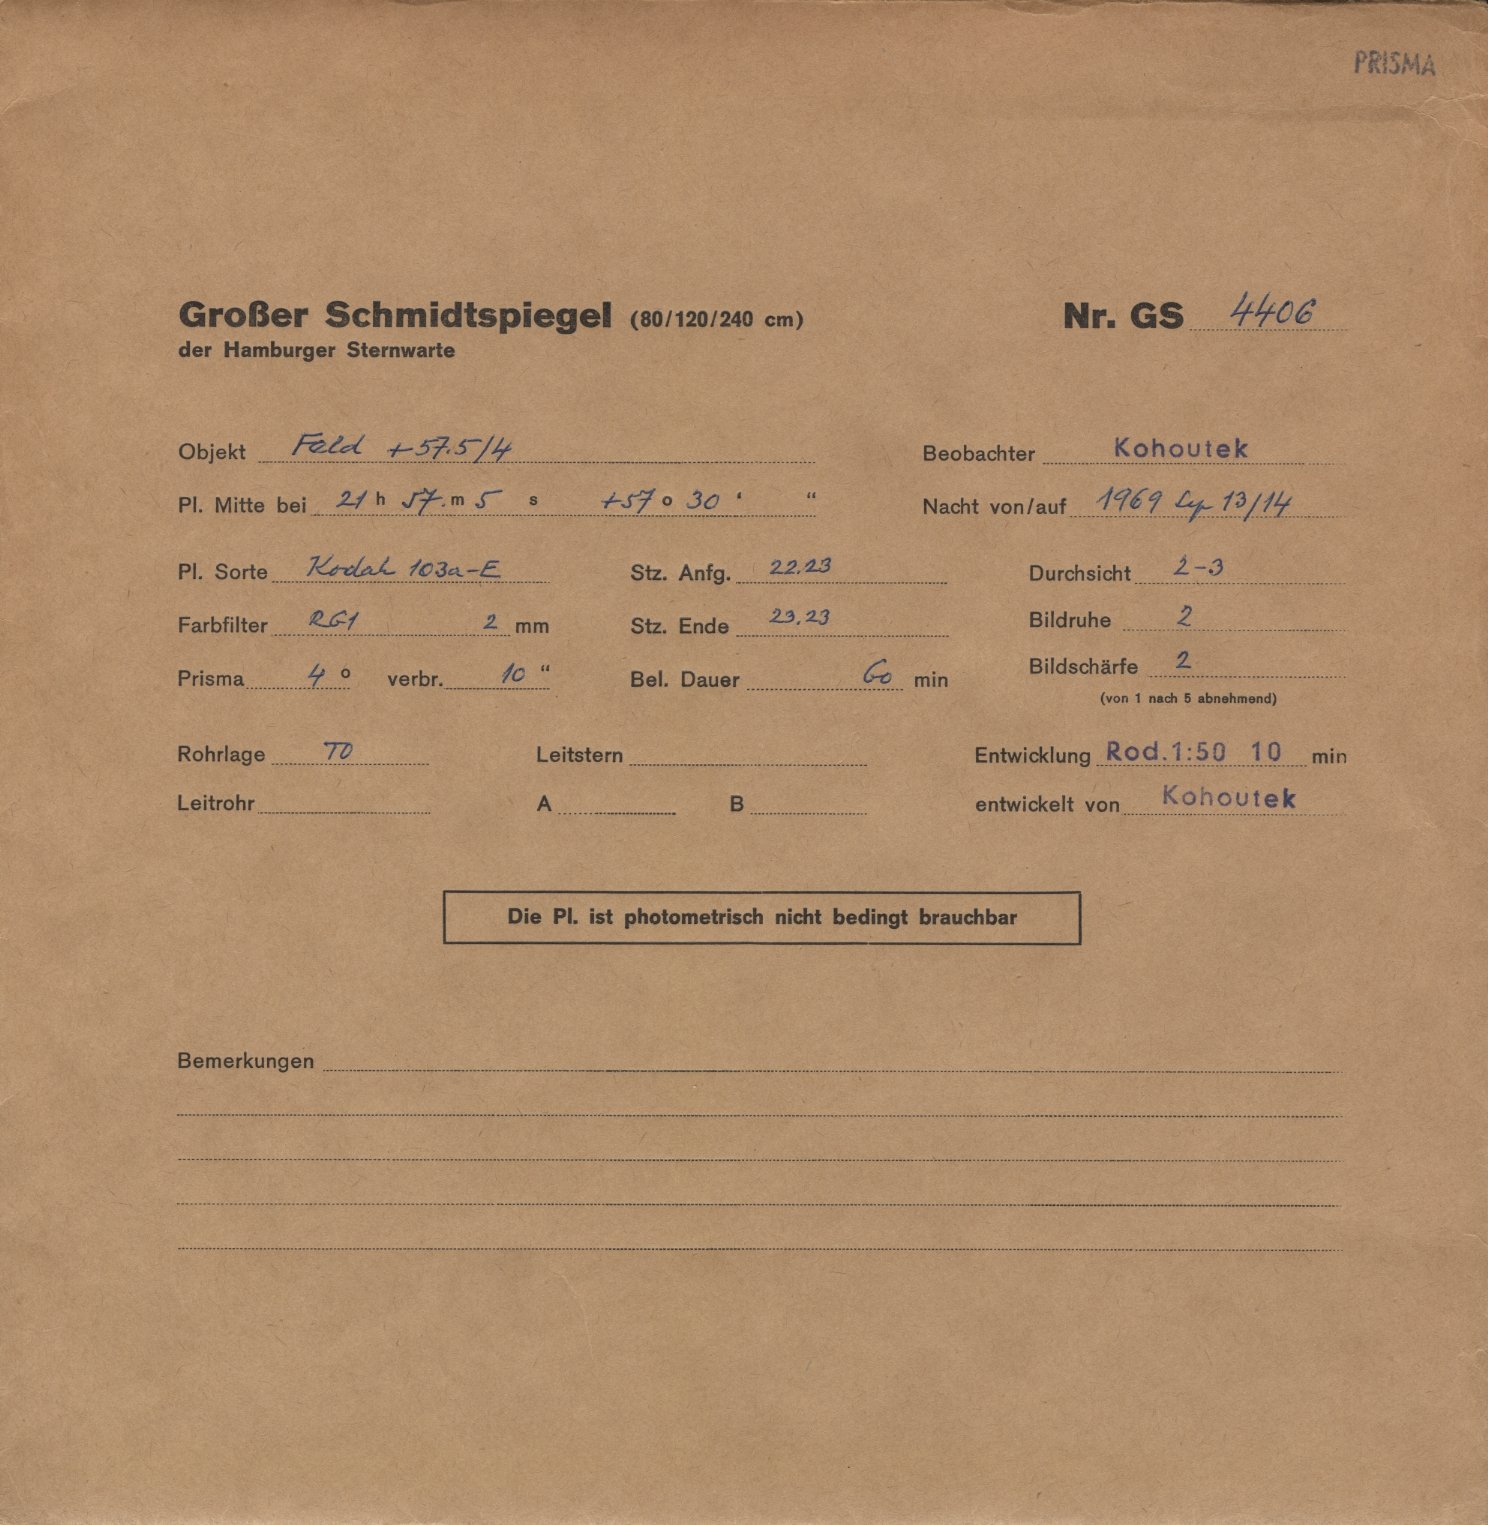 PRISMA
Großer Schmidtspiegel (80/120/240 cm) Nr. GS 4406
der Hamburger Sternwarte
Objekt Feld +57.5/4 Beobachter Kohoutek
Pl. Mitte bei 21 h 57. m 5 s +57 o 30 ‘ “ Nacht von/auf 1969 Sep 13/14
Pl. Sorte Kodak 103a-E Stz. Anfg. 22.23 Durchsicht 2-3
Farbfilter RG1 2 mm Stz. Ende 23.23 Bildruhe 2
Prisma 4 o verbr. 10 “ Bel. Dauer 60 min Bildschärfe 2
(von 1 nach 5 abnehmend)
Rohrlage TO Leitstern Entwicklung Rod.1:50 10 min
Leitrohr A B entwickelt von Kohoutek
Die Pl. ist photometrisch nicht bedingt brauchbar
Bemerkungen